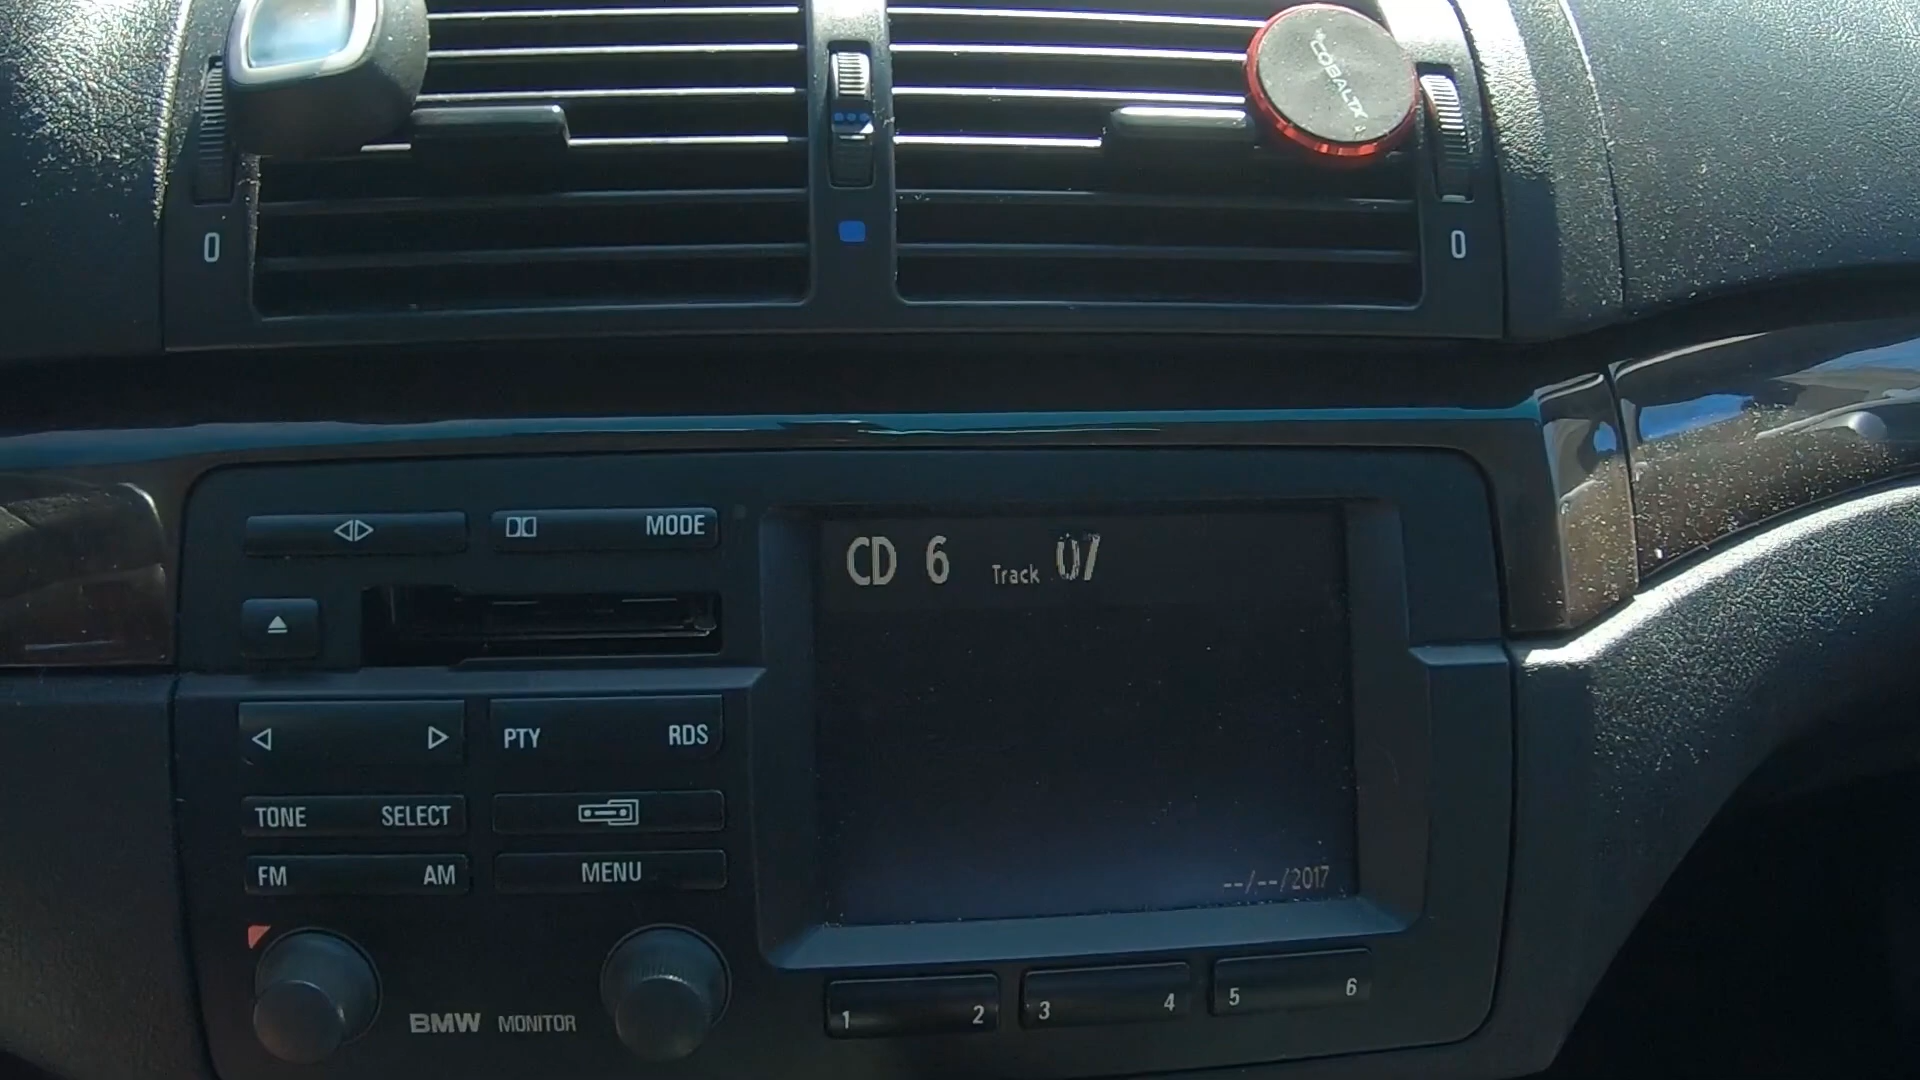 COBALTX
0
0
MODE
CD 6 Track 07
PTY RDS
TONE SELECT
FM AM
MENU
--/--/2017
1 2 3 4 5 6
BMW MONITOR